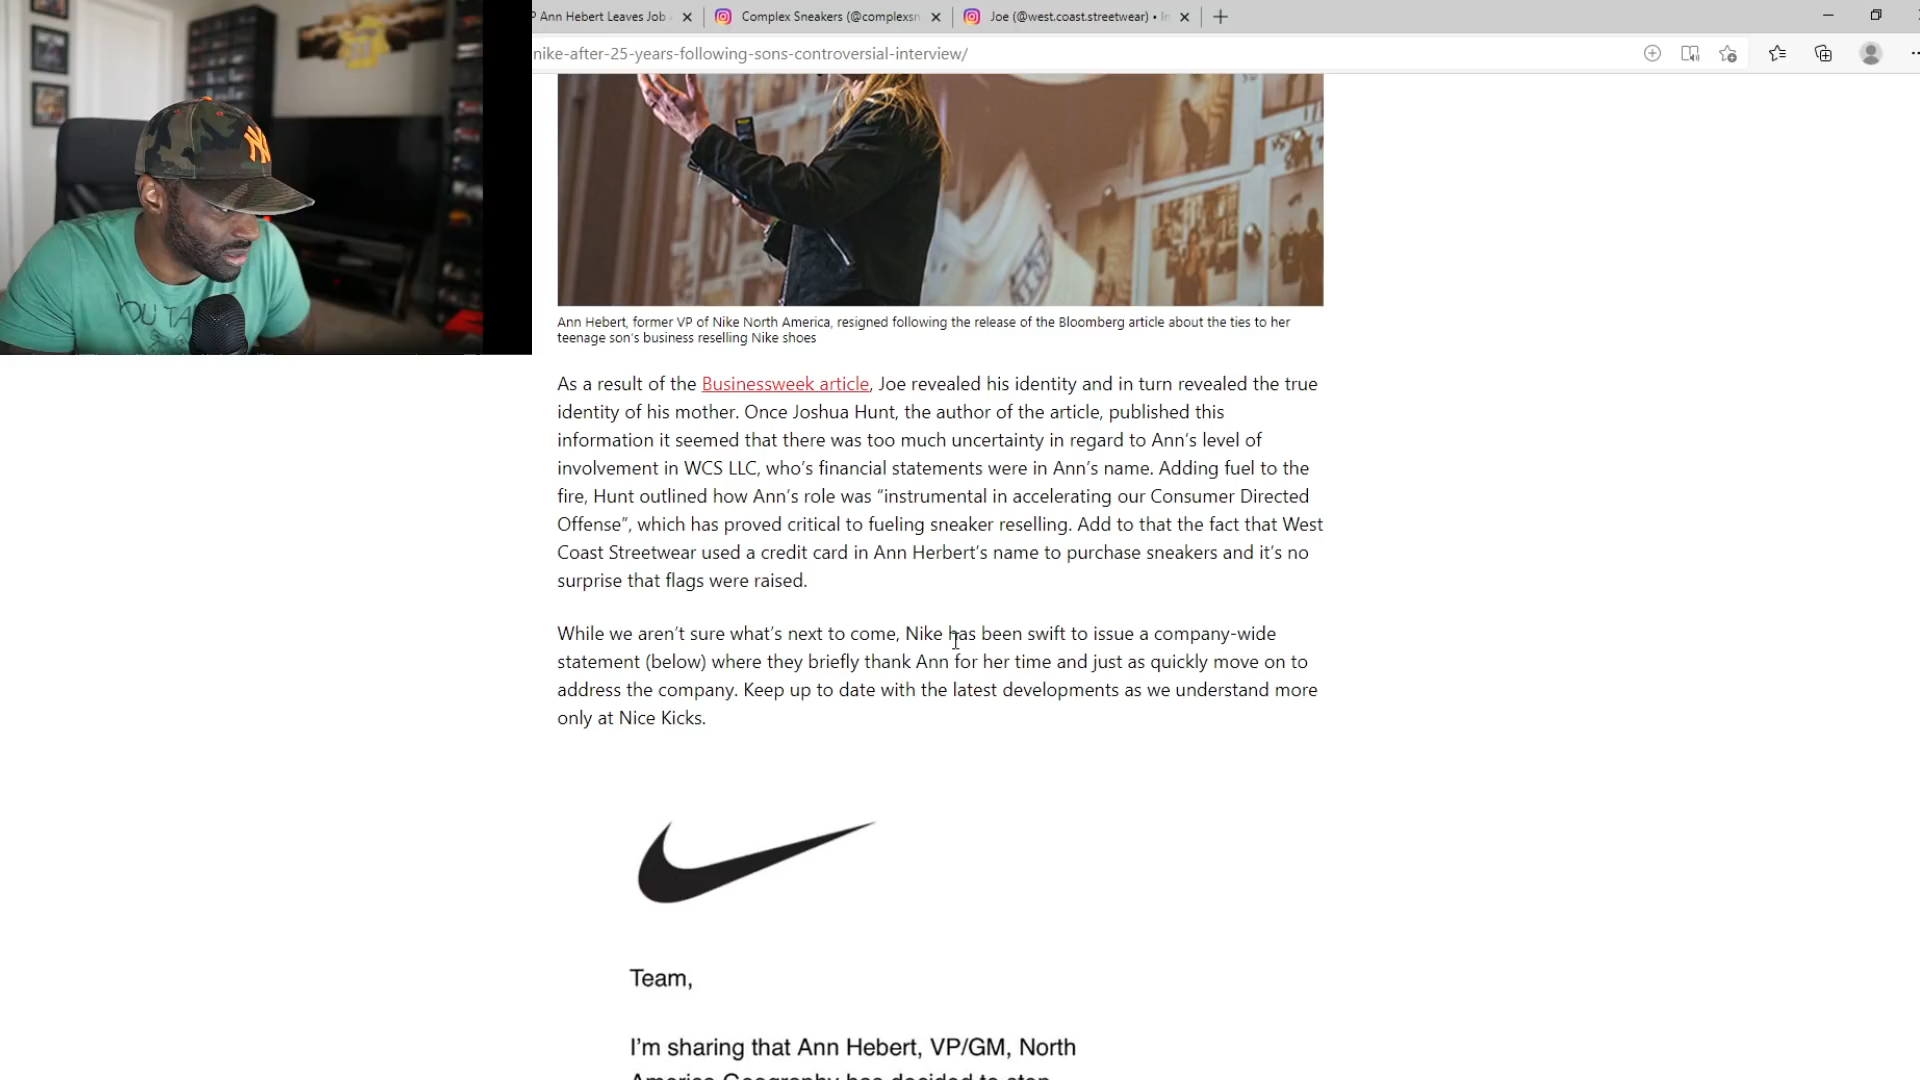 P Ann Hebert Leaves Job
Complex Sneakers (@complexsn
Joe (@west.coast.streetwear) • In
nike-after-25-years-following-sons-controversial-interview/
NY
OU TA
Ann Hebert, former VP of Nike North America, resigned following the release of the Bloomberg article about the ties to her
teenage son's business reselling Nike shoes
As a result of the Businessweek article, Joe revealed his identity and in turn revealed the true
identity of his mother. Once Joshua Hunt, the author of the article, published this
information it seemed that there was too much uncertainty in regard to Ann’s level of
involvement in WCS LLC, who’s financial statements were in Ann’s name. Adding fuel to the
fire, Hunt outlined how Ann’s role was “instrumental in accelerating our Consumer Directed
Offense”, which has proved critical to fueling sneaker reselling. Add to that the fact that West
Coast Streetwear used a credit card in Ann Herbert’s name to purchase sneakers and it’s no
surprise that flags were raised.
While we aren’t sure what’s next to come, Nike has been swift to issue a company-wide
statement (below) where they briefly thank Ann for her time and just as quickly move on to
address the company. Keep up to date with the latest developments as we understand more
only at Nice Kicks.
Team,
I’m sharing that Ann Hebert, VP/GM, North
America Geography has decided to step